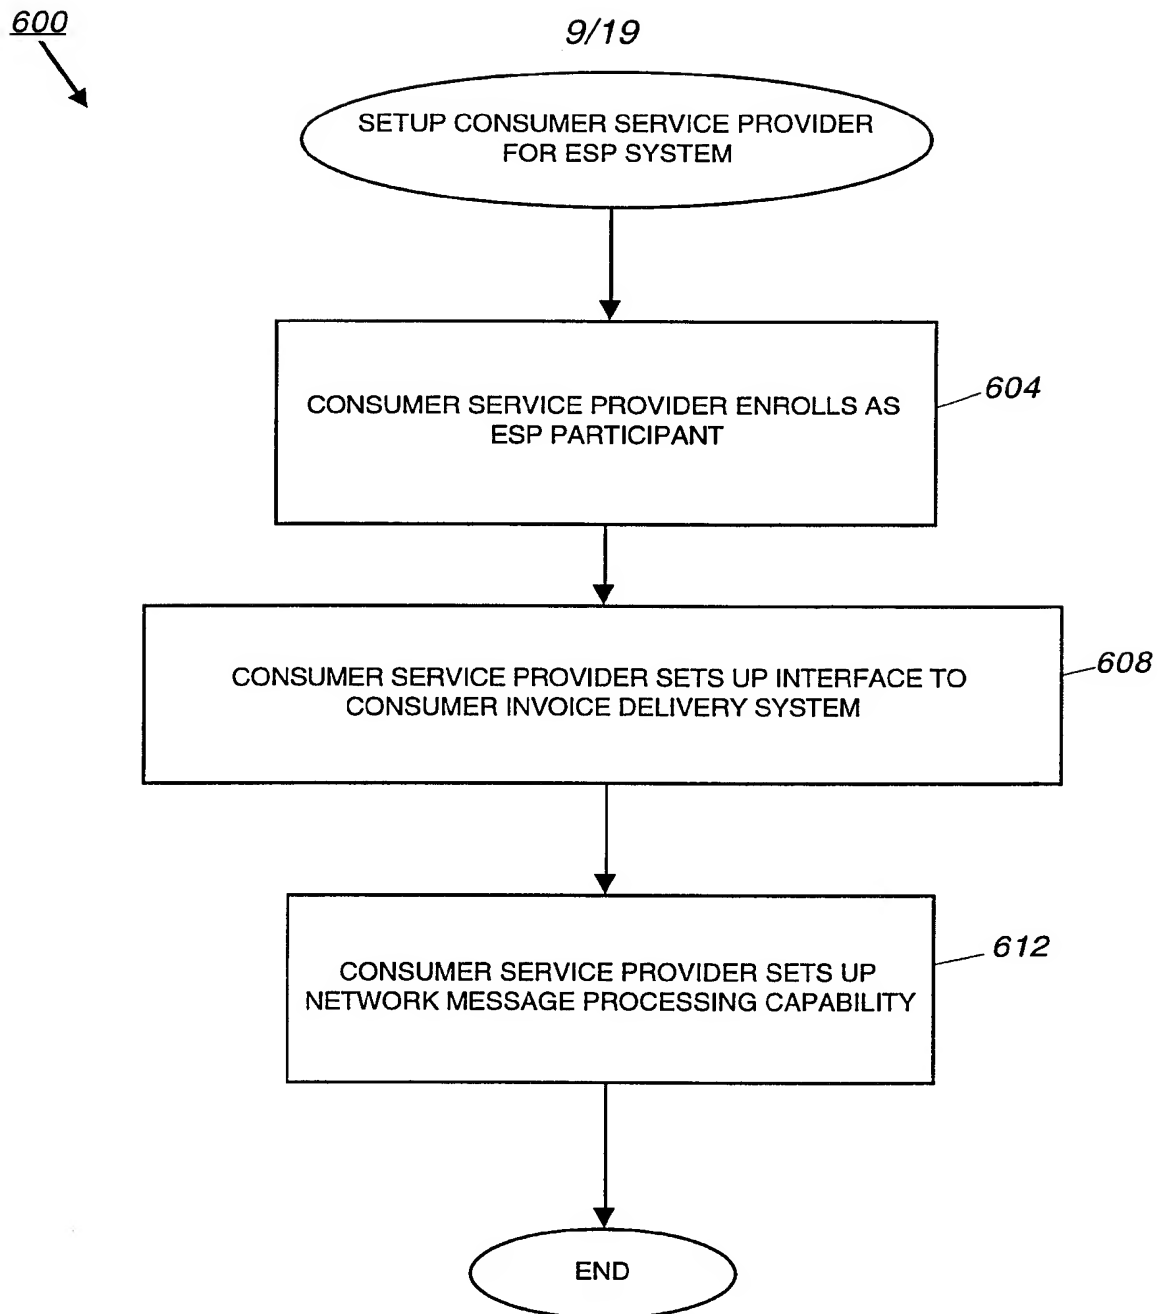 600
9/19
SETUP CONSUMER SERVICE PROVIDER
FOR ESP SYSTEM
CONSUMER SERVICE PROVIDER ENROLLS AS
ESP PARTICIPANT
604
CONSUMER SERVICE PROVIDER SETS UP INTERFACE TO
CONSUMER INVOICE DELIVERY SYSTEM
608
CONSUMER SERVICE PROVIDER SETS UP
NETWORK MESSAGE PROCESSING CAPABILITY
612
END